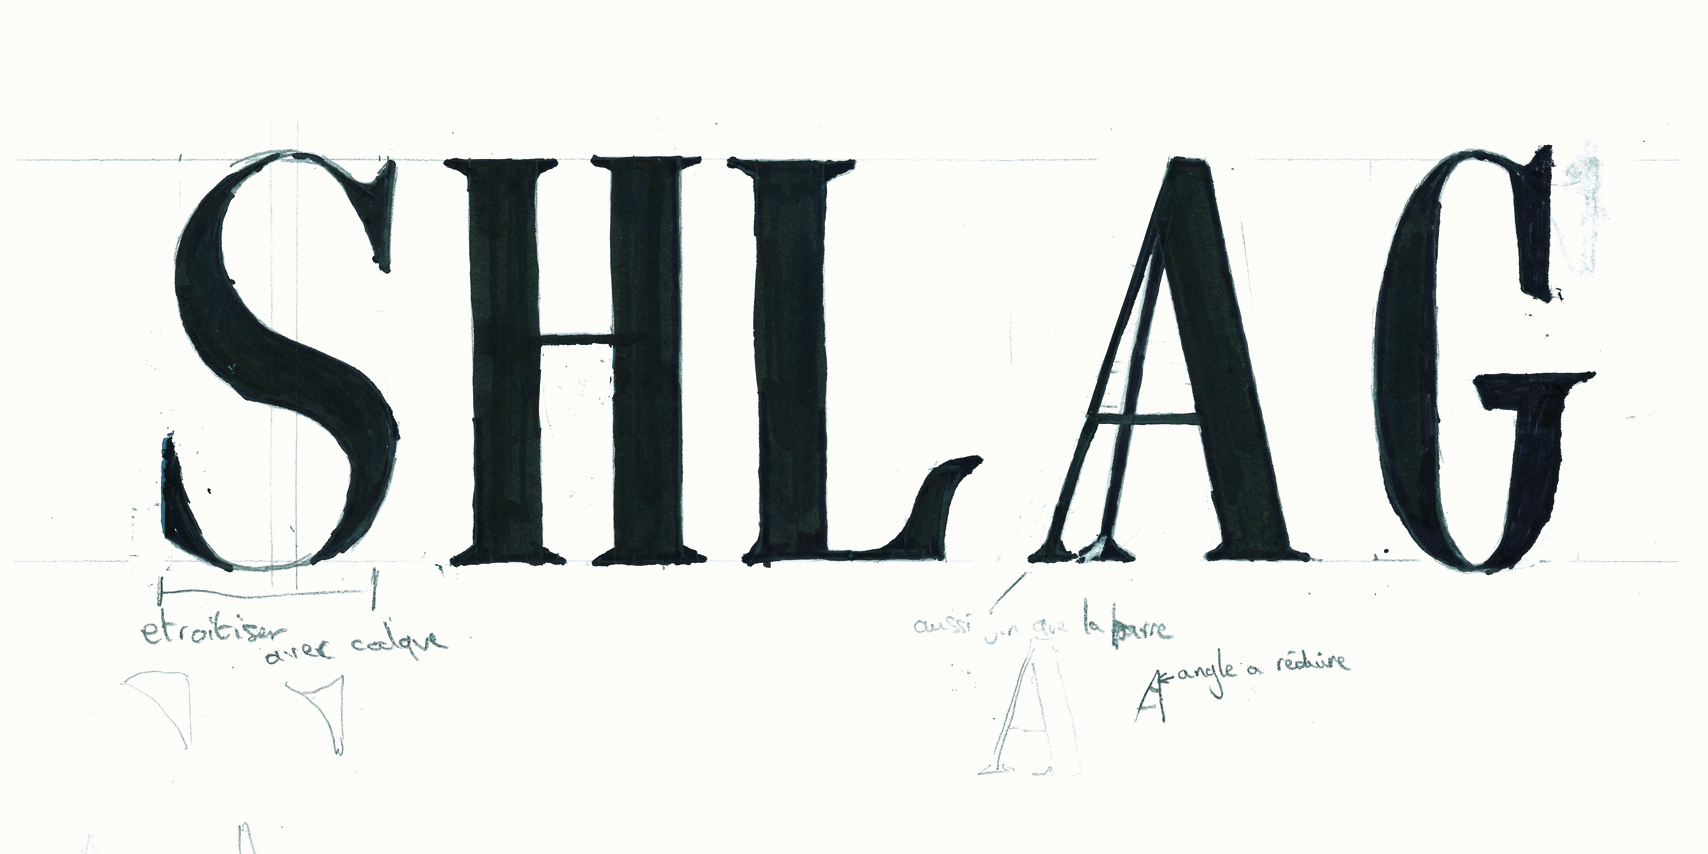 SHLAG
etroitiser
avec calque
aussi fin que la barre
angle a réduire